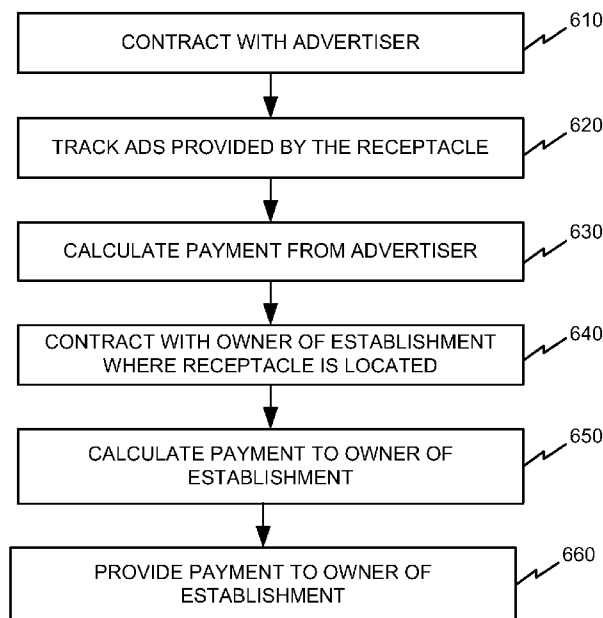 CONTRACT WITH ADVERTISER
610
TRACK ADS PROVIDED BY THE RECEPTACLE
620
CALCULATE PAYMENT FROM ADVERTISER
630
CONTRACT WITH OWNER OF ESTABLISHMENT
WHERE RECEPTACLE IS LOCATED
640
CALCULATE PAYMENT TO OWNER OF
ESTABLISHMENT
650
PROVIDE PAYMENT TO OWNER OF
ESTABLISHMENT
660